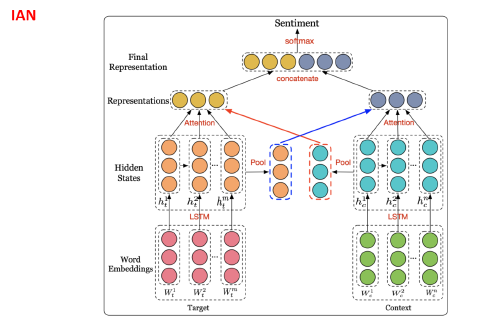 IAN
Sentiment
softmax
Final
Representation
concatenate
Representations
Attention
Attention
Hidden
States
Pool
Pool
h_t^1 h_t^2 ... h_t^m
h_c^1 h_c^2 ... h_c^n
LSTM
LSTM
Word
Embeddings
...
...
W_t^1 W_t^2 W_t^m
W_c^1 W_c^2 W_c^n
Target
Context